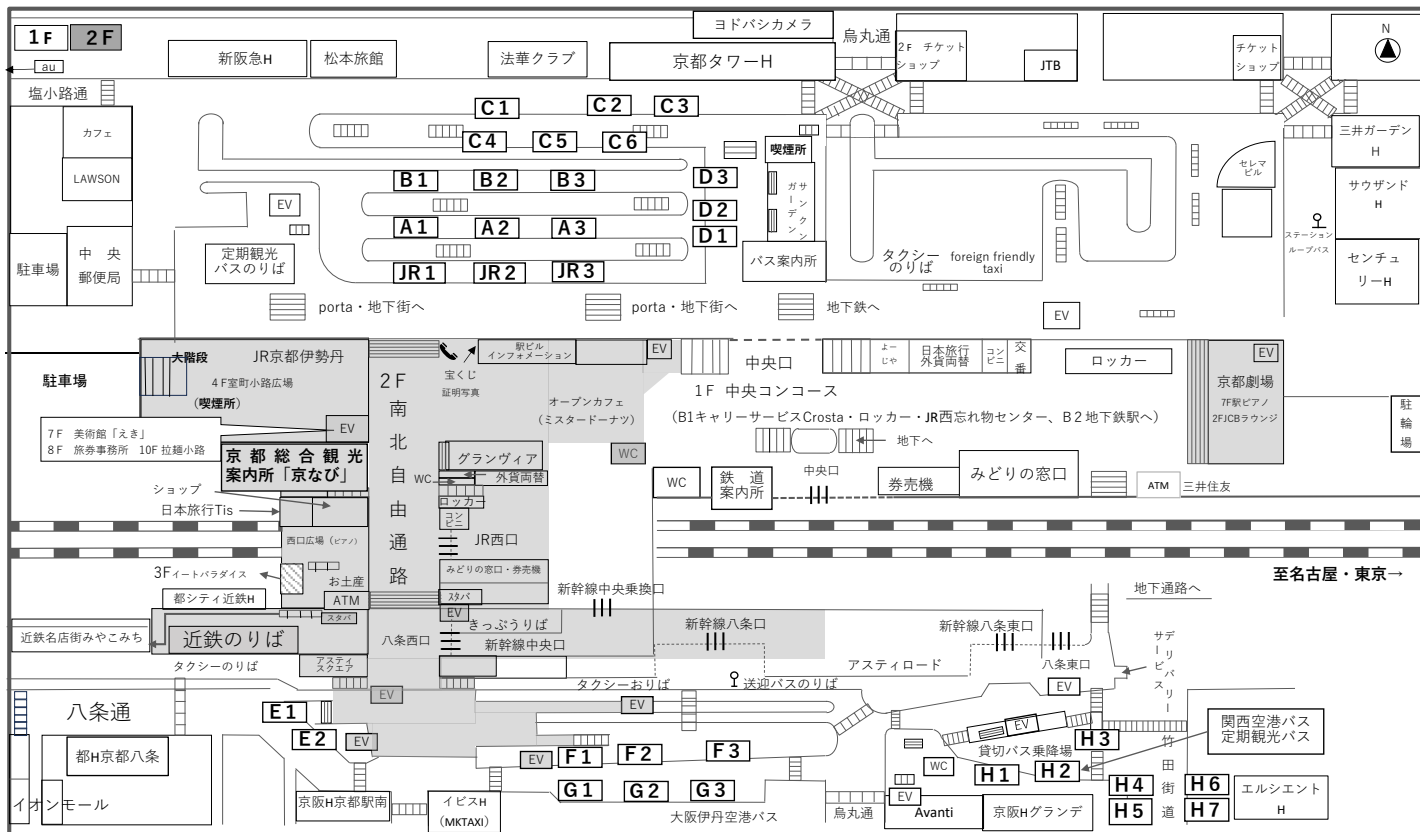 1F
2F
ヨドバシカメラ
烏丸通
N
au
新阪急H
松本旅館
法華クラブ
京都タワーH
2F チケット
ショップ
JTB
チケット
ショップ
塩小路通
C1
C2
C3
カフェ
C4
C5
C6
喫煙所
三井ガーデン
H
LAWSON
B1
B2
B3
D3
サンクン
ガーデン
セレマ
ビル
サウザンド
H
EV
A1
A2
A3
D2
D1
ステーション
ループバス
駐車場
中央
郵便局
定期観光
バスのりば
JR1
JR2
JR3
バス案内所
タクシー
のりば
foreign friendly
taxi
センチュ
リーH
porta・地下街へ
porta・地下街へ
地下鉄へ
EV
大階段
JR京都伊勢丹
駅ビル
インフォメーション
EV
中央口
よー
じや
日本旅行
外貨両替
コン
ビニ
交番
ロッカー
EV
駐車場
4F室町小路広場
(喫煙所)
2F
南北自由通路
宝くじ
証明写真
オープンカフェ
(ミスタードーナツ)
1F 中央コンコース
京都劇場
7F駅ピアノ
2FJCBラウンジ
(B1キャリーサービスCrosta・ロッカー・JR西忘れ物センター、B2地下鉄駅へ)
駐輪場
7F 美術館「えき」
8F 旅券事務所 10F 拉麺小路
EV
地下へ
京都総合観光
案内所「京なび」
グランヴィア
WC
外貨両替
WC
WC
鉄道
案内所
中央口
券売機
みどりの窓口
ATM
三井住友
ショップ
日本旅行Tis
ロッカー
コン
ビニ
西口広場(ピアノ)
JR西口
3Fイートパラダイス
お土産
みどりの窓口・券売機
至名古屋・東京→
都シティ近鉄H
ATM
スタバ
新幹線中央乗換口
地下通路へ
近鉄名店街みやこみち
近鉄のりば
スタバ
EV
八条西口
きっぷうりば
新幹線中央口
新幹線八条口
新幹線八条東口
デリバリー
サービス
タクシーのりば
アスティ
スクエア
アスティロード
八条東口
EV
タクシーおりば
送迎バスのりば
EV
EV
八条通
E1
E2
EV
EV
関西空港バス
定期観光バス
都H京都八条
EV
F1
F2
F3
貸切バス乗降場
H3
WC
H1
H2
竹田街道
イオンモール
京阪H京都駅南
イビスH
(MKTAXI)
G1
G2
G3
大阪伊丹空港バス
烏丸通
EV
Avanti
京阪Hグランデ
H4
H5
H6
H7
エルシエント
H